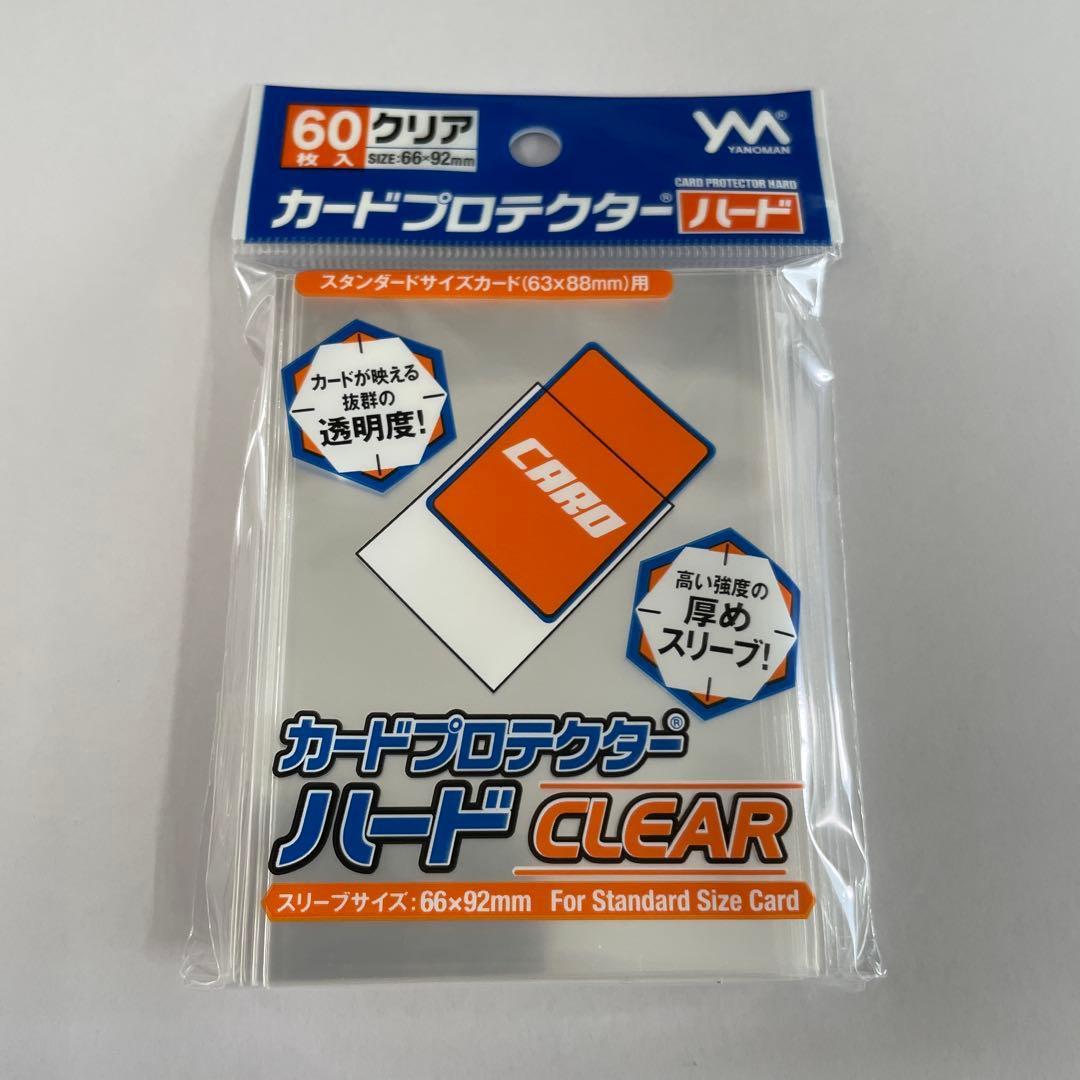 60
枚入
クリア
SIZE:66×92mm
YM®
YANOMAN
CARD PROTECTOR HARD
カードプロテクター®
ハード
スタンダードサイズカード(63×88mm)用
カードが映える
抜群の
透明度!
CARD
高い強度の
厚め
スリーブ!
カードプロテクター®
ハード CLEAR
スリーブサイズ:66×92mm For Standard Size Card